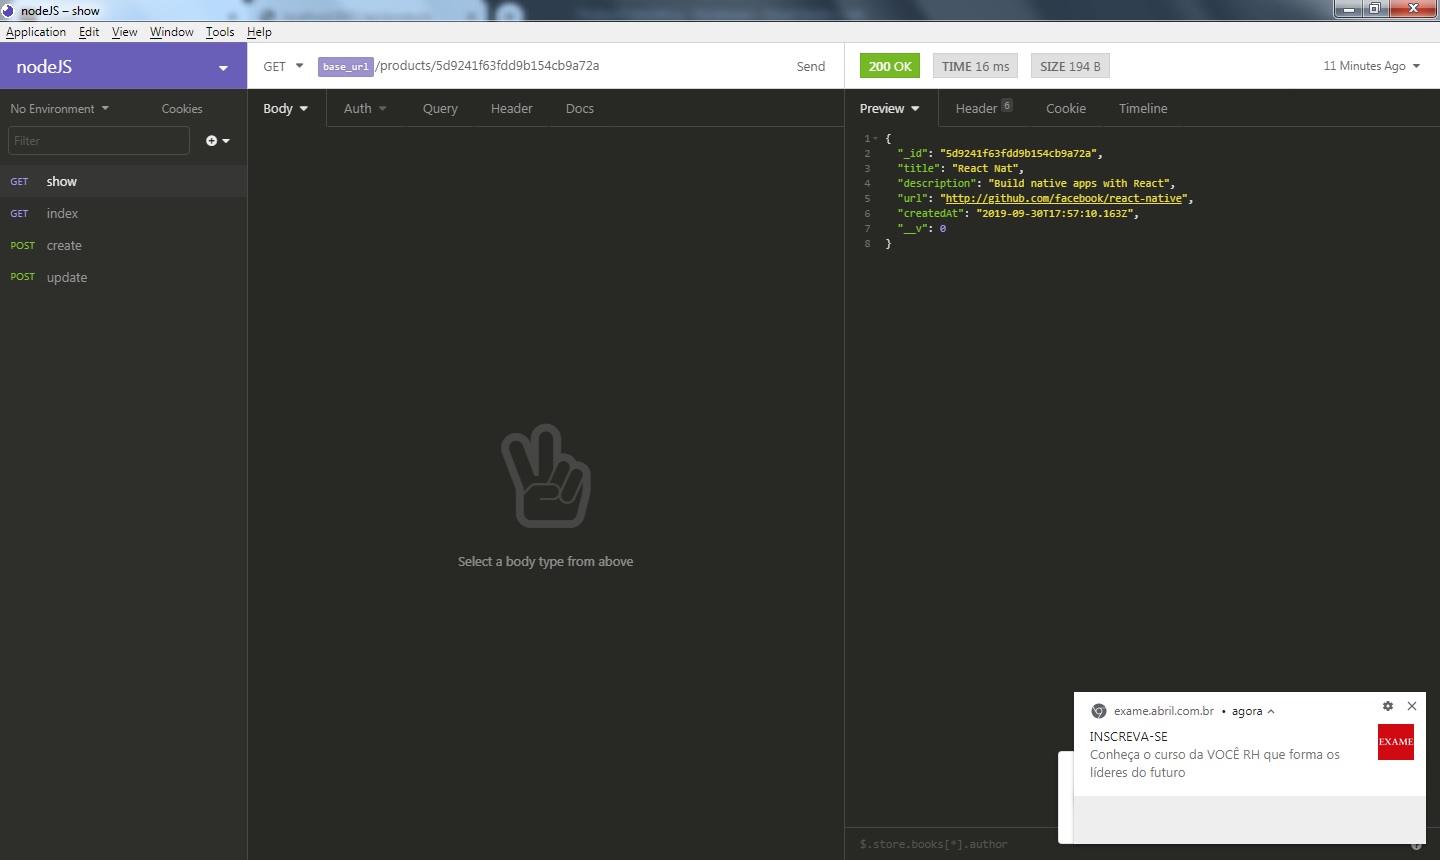 nodeJS – show
Application Edit View Window Tools Help
nodeJS
GET base_url/products/5d9241f63fdd9b154cb9a72a Send
200 OK TIME 16 ms SIZE 194 B 11 Minutes Ago
No Environment Cookies
Body Auth Query Header Docs
Preview Header 6 Cookie Timeline
Filter
GET show
GET index
POST create
POST update
1 {
2 "_id": "5d9241f63fdd9b154cb9a72a",
3 "title": "React Nat",
4 "description": "Build native apps with React",
5 "url": "http://github.com/facebook/react-native",
6 "createdAt": "2019-09-30T17:57:10.163Z",
7 "__v": 0
8 }
Select a body type from above
exame.abril.com.br • agora
INSCREVA-SE
Conheça o curso da VOCÊ RH que forma os
líderes do futuro
EXAME
$.store.books[*].author